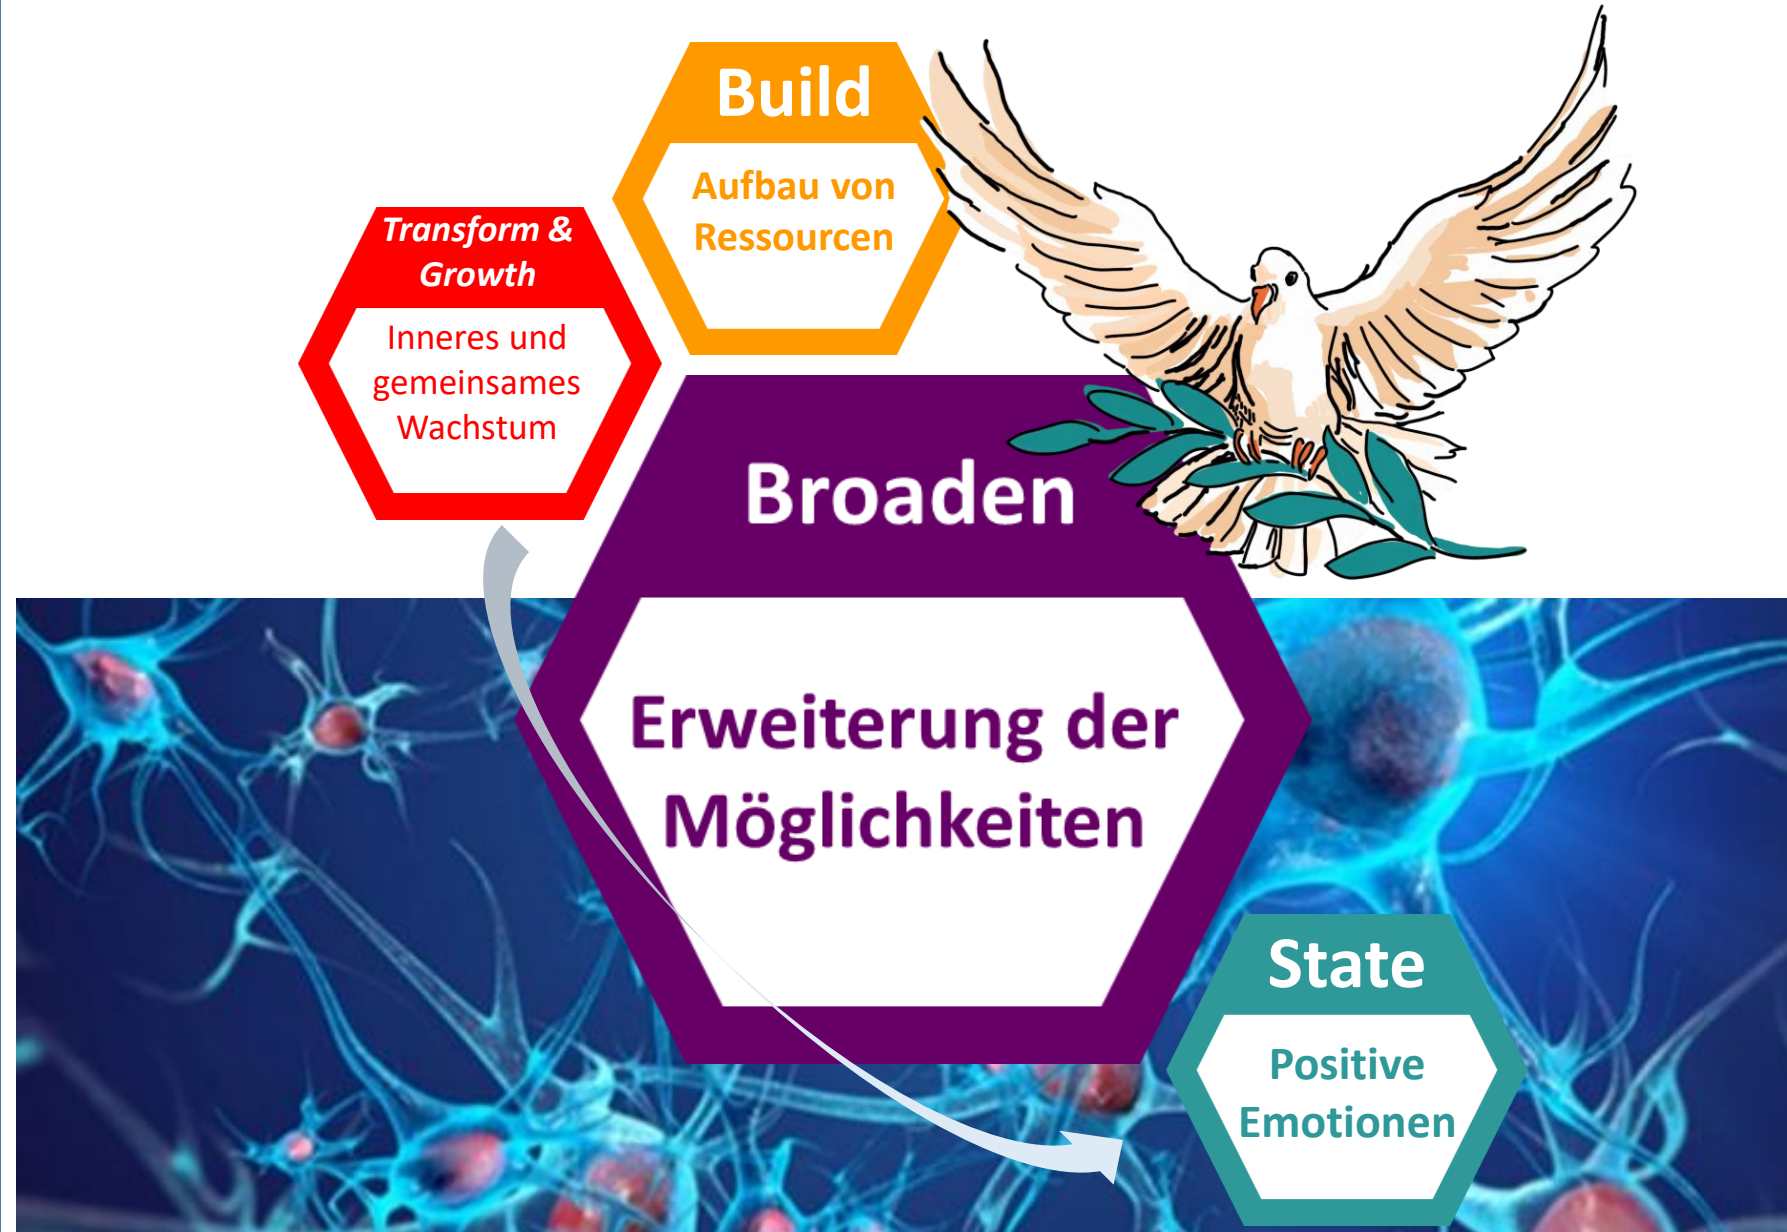 Build
Aufbau von
Ressourcen
Transform &
Growth
Inneres und
gemeinsames
Wachstum
Broaden
Erweiterung der
Möglichkeiten
State
Positive
Emotionen